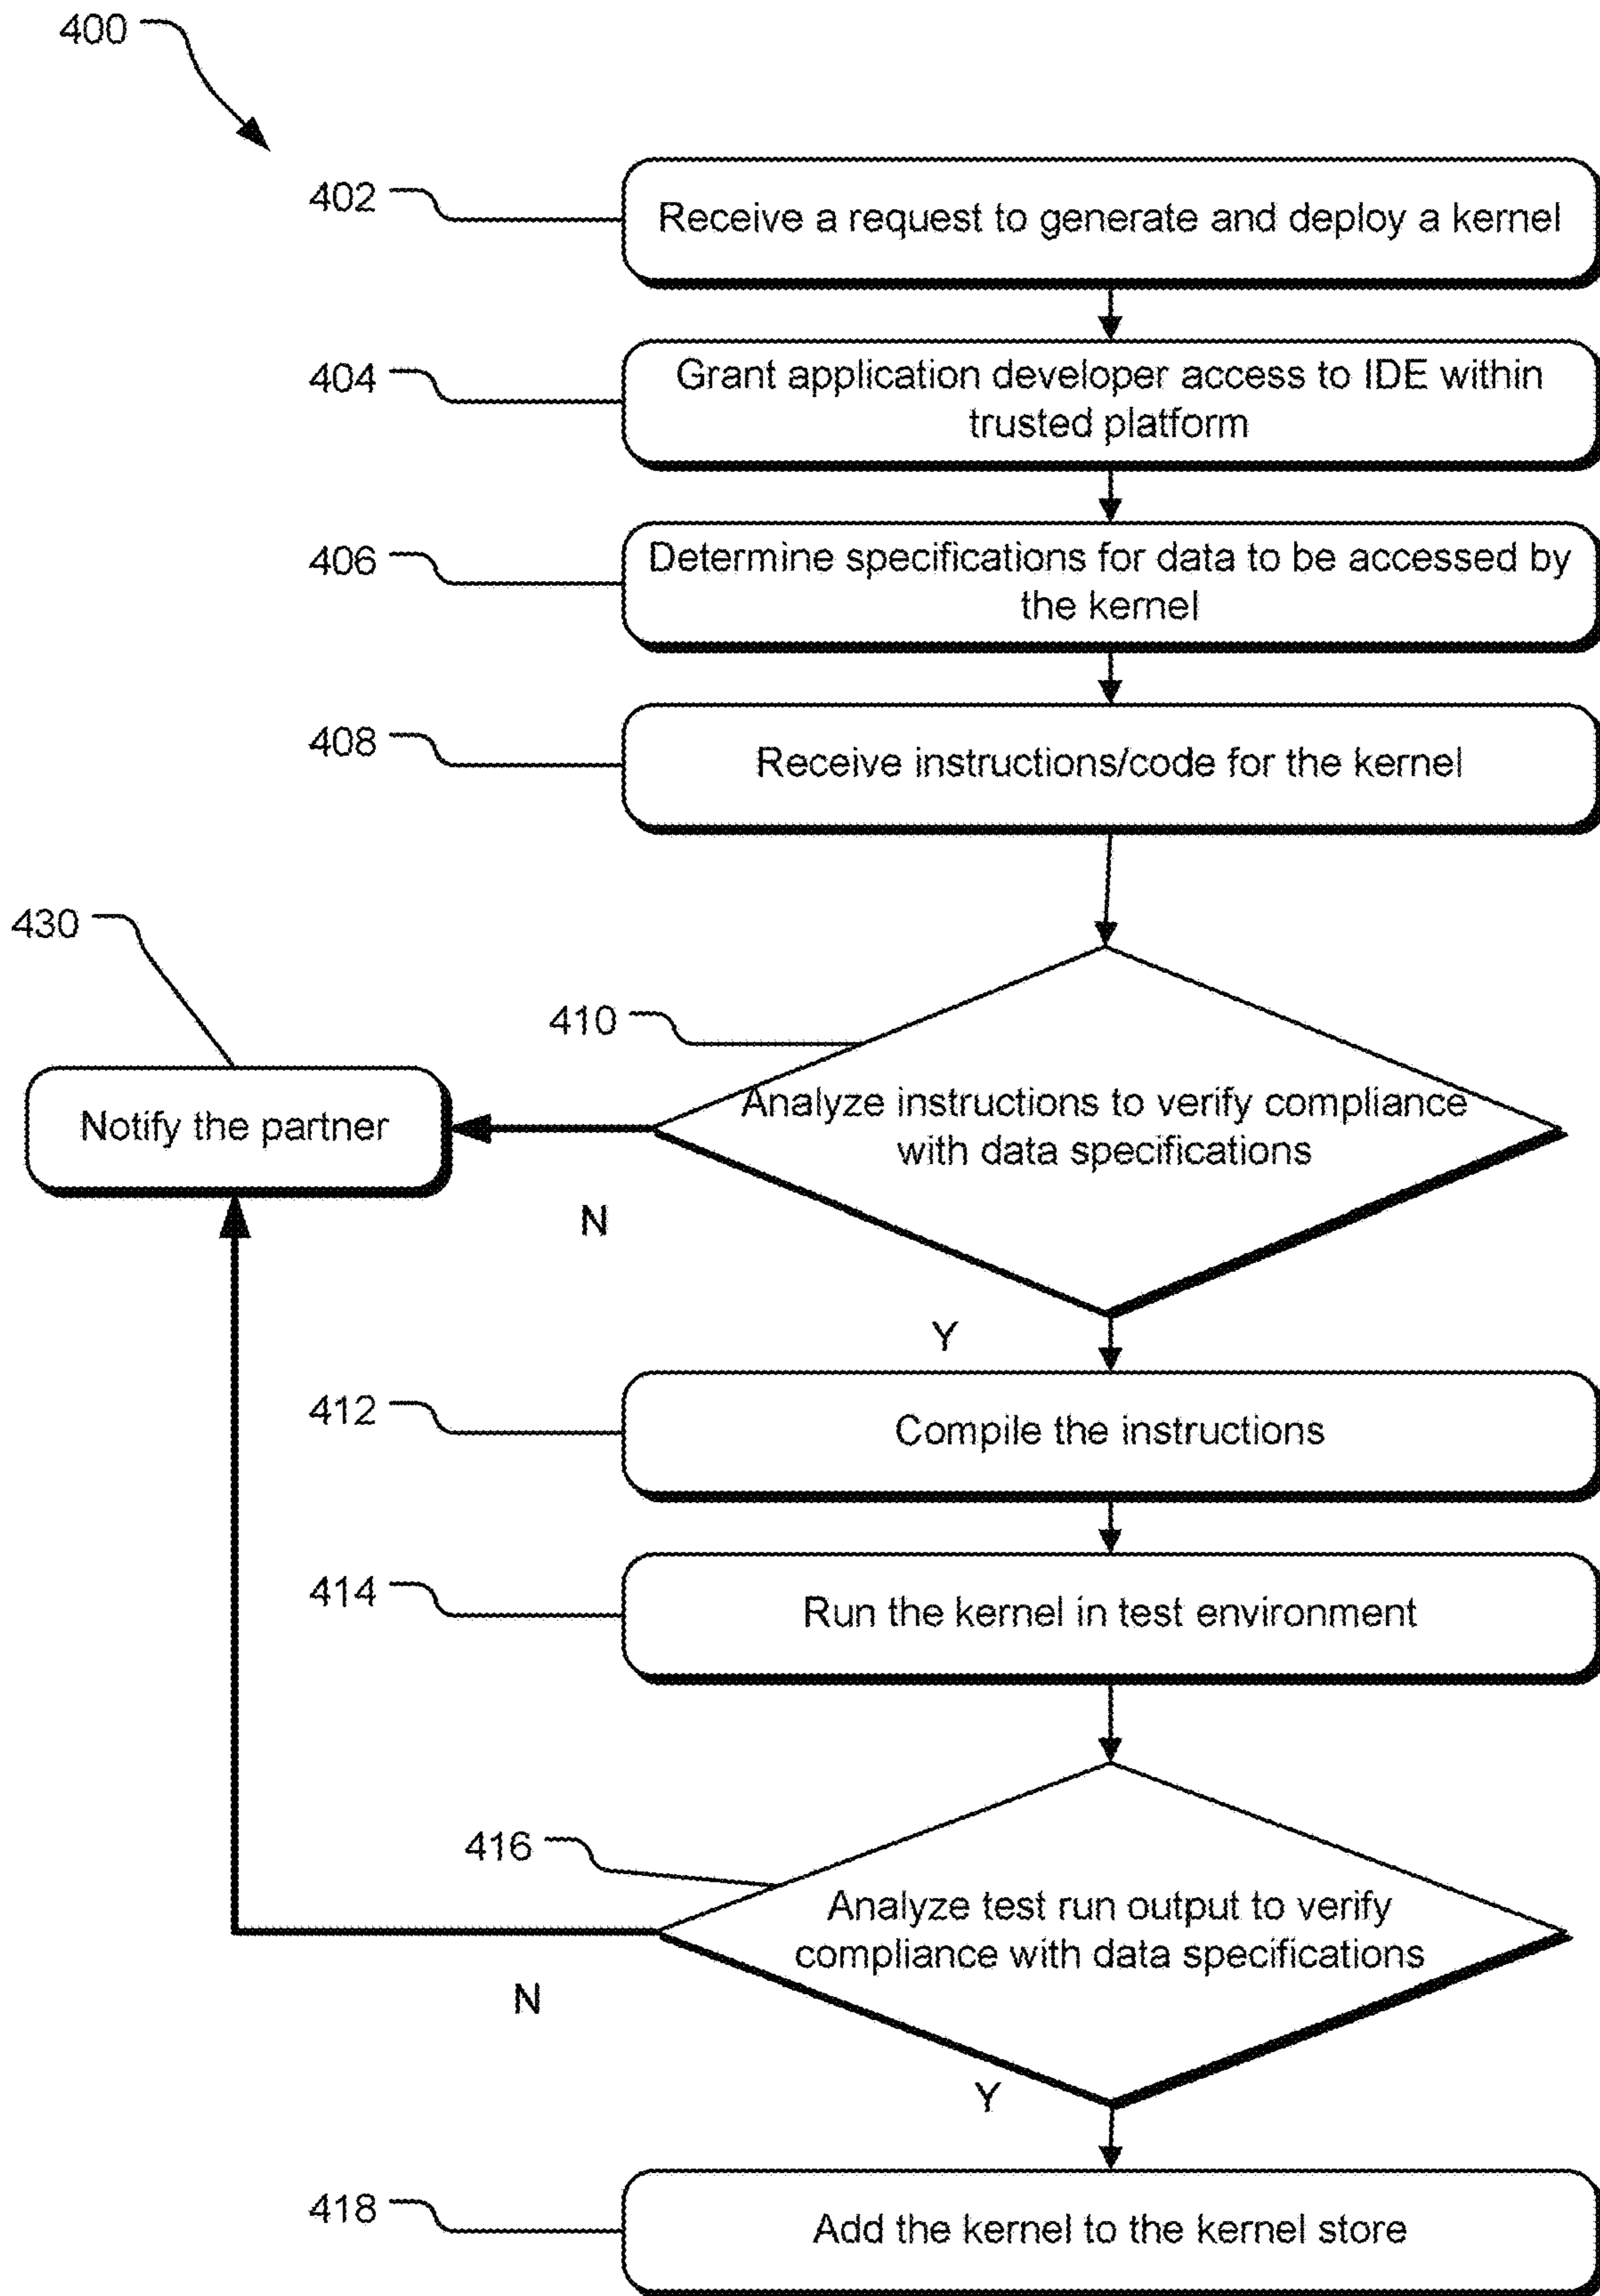 400
402
Receive a request to generate and deploy a kernel
404
Grant application developer access to IDE within
trusted platform
406
Determine specifications for data to be accessed by
the kernel
408
Receive instructions/code for the kernel
430
410
Notify the partner
Analyze instructions to verify compliance
with data specifications
N
Y
412
Compile the instructions
414
Run the kernel in test environment
416
Analyze test run output to verify
compliance with data specifications
N
Y
418
Add the kernel to the kernel store